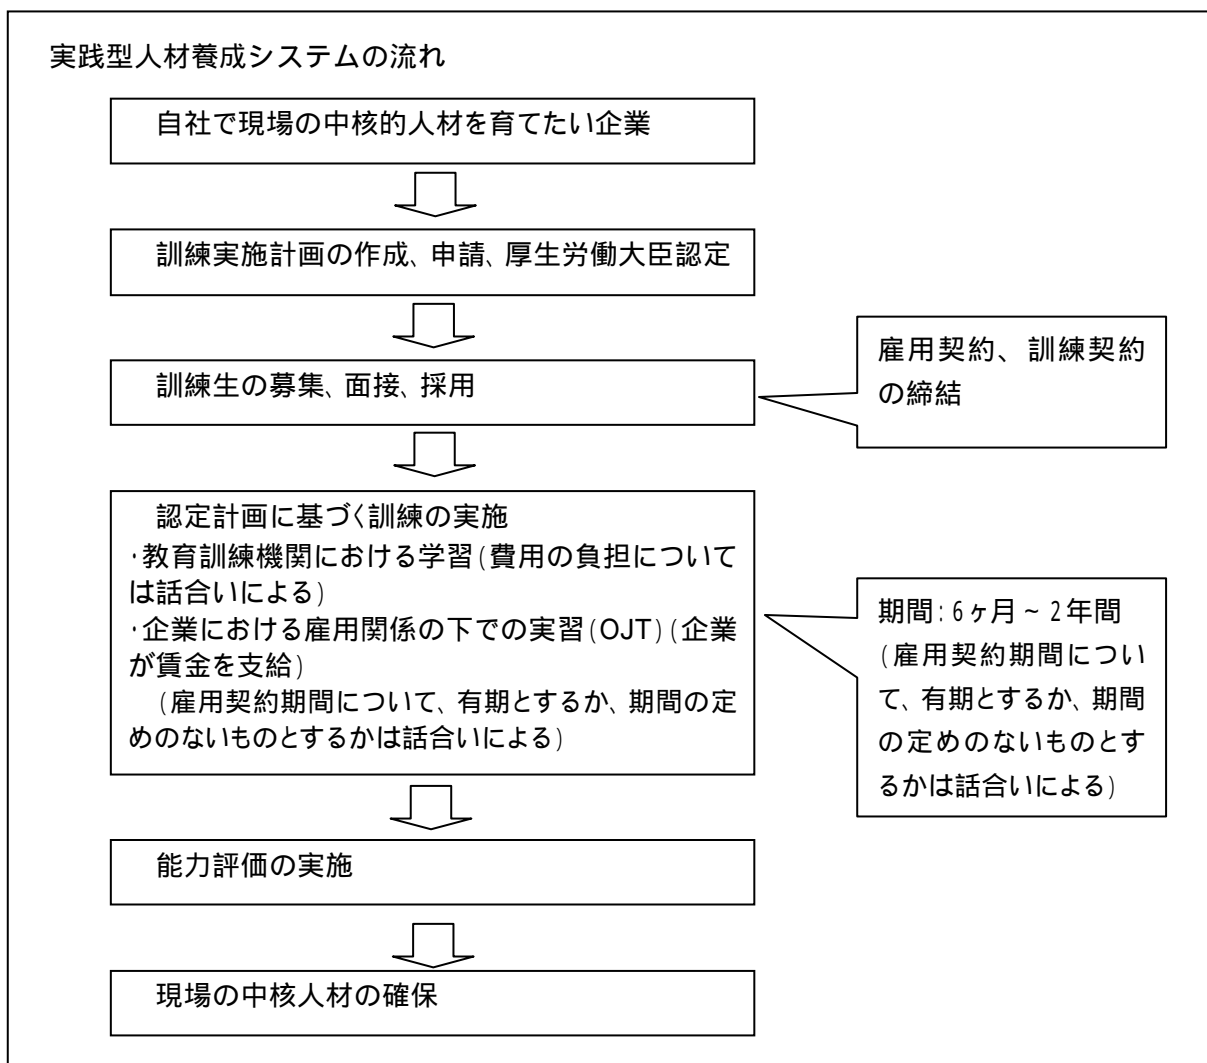 実践型人材養成システムの流れ
自社で現場の中核的人材を育てたい企業
訓練実施計画の作成、申請、厚生労働大臣認定
訓練生の募集、面接、採用
雇用契約、訓練契約
の締結
認定計画に基づく訓練の実施
・教育訓練機関における学習(費用の負担について
は話合いによる)
・企業における雇用関係の下での実習(OJT)(企業
が賃金を支給)
(雇用契約期間について、有期とするか、期間の定
めのないものとするかは話合いによる)
期間:6ヶ月~2年間
(雇用契約期間につい
て、有期とするか、期間
の定めのないものとす
るかは話合いによる)
能力評価の実施
現場の中核人材の確保